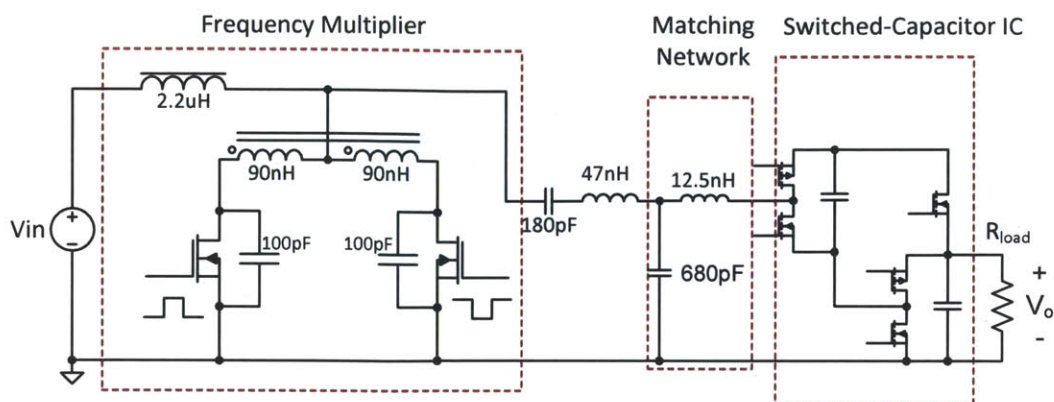 Frequency Multiplier
Matching
Network
Switched-Capacitor IC
2.2uH
90nH
90nH
47nH
12.5nH
180pF
Vin
100pF
100pF
680pF
Rload
+
Vo
-
+
-